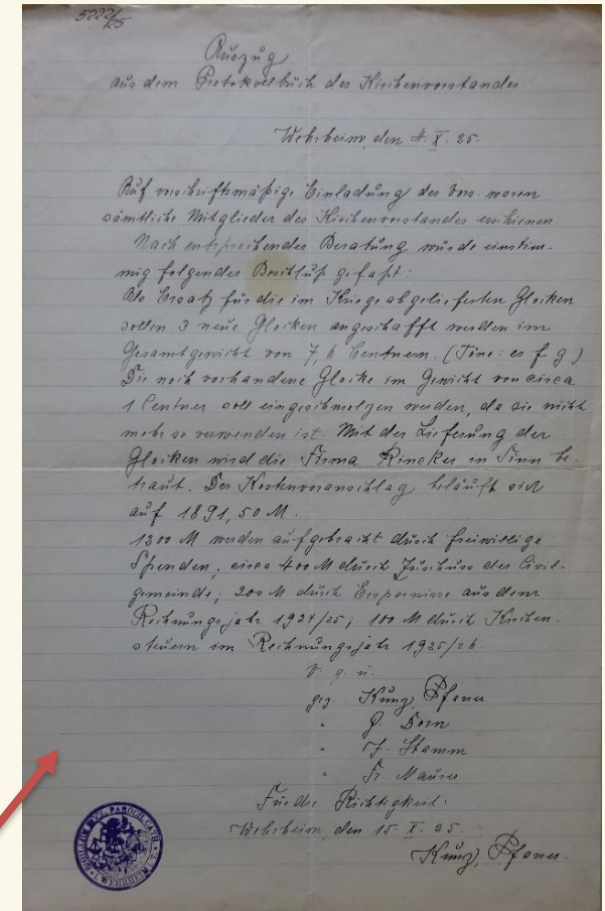 5222/25
Auszug
aus dem Protokollbuch des Kirchenvorstandes.
Wehrheim, den 4. X. 25.
Auf vorschriftsmäßige Einladung des Vors. waren
sämtliche Mitglieder des Kirchenvorstandes erschienen
Nach entsprechender Beratung wurde einstim-
mig folgender Beschluß gefaßt:
Als Ersatz für die im Kriege abgelieferten Glocken
sollen 3 neue Glocken angeschafft werden im
Gesamtgewicht von 7,6 Centnern. (Töne: es f g)
Die noch vorhandene Glocke im Gewicht von circa
1 Centner soll eingeschmolzen werden, da sie nicht
mehr zu verwenden ist. Mit der Lieferung der
Glocken wird die Firma Rincker in Sinn be-
traut. Der Kostenvoranschlag beläuft sich
auf 1891,50 M.
1200 M werden aufgebracht durch freiwillige
Spenden; circa 400 M durch Zuschuss der Civil-
gemeinde; 200 M durch Ersparnisse aus dem
Rechnungsjahr 1924/25; 100 M durch Kirchen-
steuern im Rechnungsjahr 1925/26
v. g. u.
gez. Kunz, Pfarrer
" J. Stamm
" Fr Maurer
Für die Richtigkeit:
Wehrheim, den 15. X. 25.
Kunz, Pfarrer.